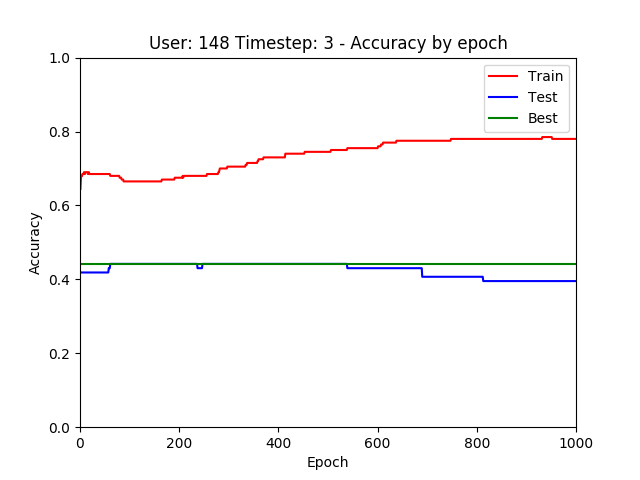 User: 148 Timestep: 3 - Accuracy by epoch
Train
Test
Best
1.0
0.8
0.6
0.4
0.2
0.0
Accuracy
0 200 400 600 800 1000
Epoch